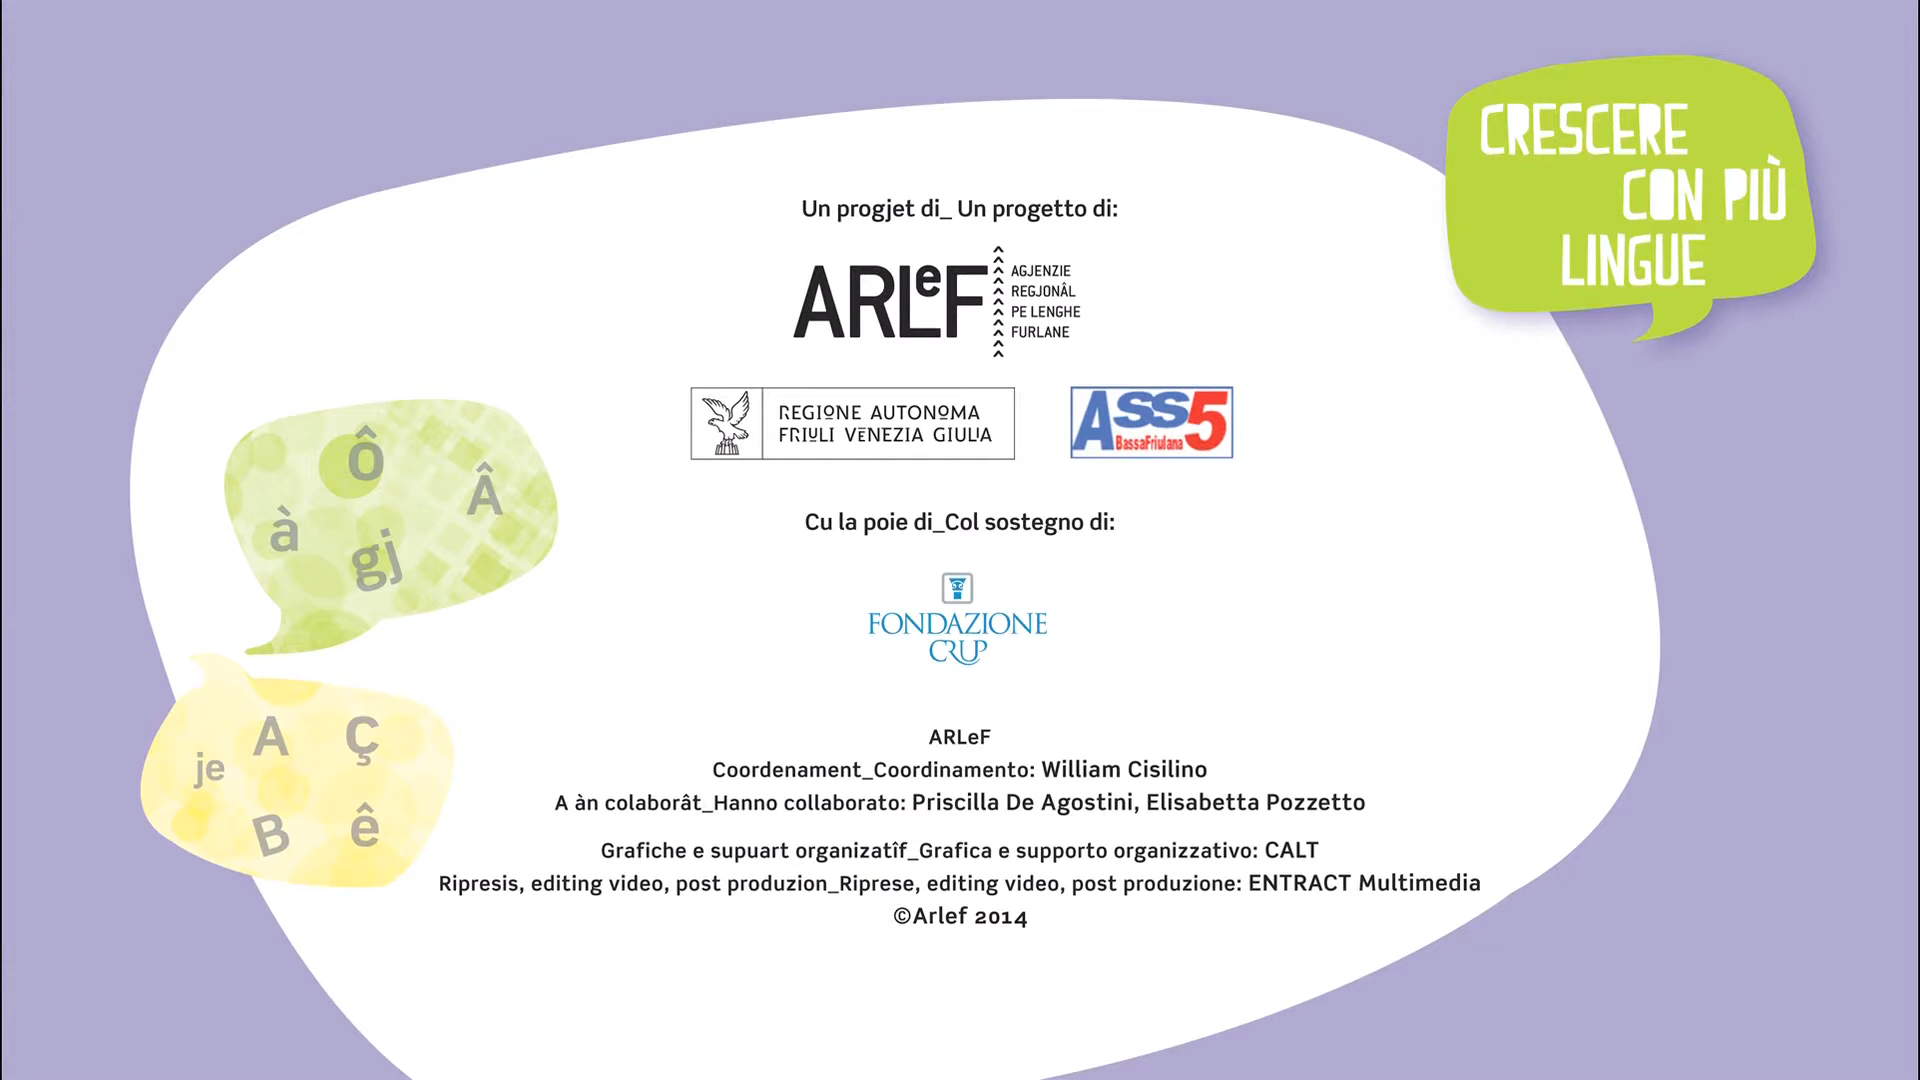 CRESCERE
CON PIÙ
LINGUE
Un progjet di_ Un progetto di:
ARLeF
AGJENZIE
REGJONÂL
PE LENGHE
FURLANE
REGIONE AUTONOMA
FRIULI VENEZIA GIULIA
ASS5
BassaFriulana
Cu la poie di_Col sostegno di:
FONDAZIONE
CRUP
Ô
Â
à
gj
A
Ç
je
B
ê
ARLeF
Coordenament_Coordinamento: William Cisilino
A àn colaborât_Hanno collaborato: Priscilla De Agostini, Elisabetta Pozzetto
Grafiche e supuart organizatîf_Grafica e supporto organizzativo: CALT
Ripresis, editing video, post produzion_Riprese, editing video, post produzione: ENTRACT Multimedia
©Arlef 2014